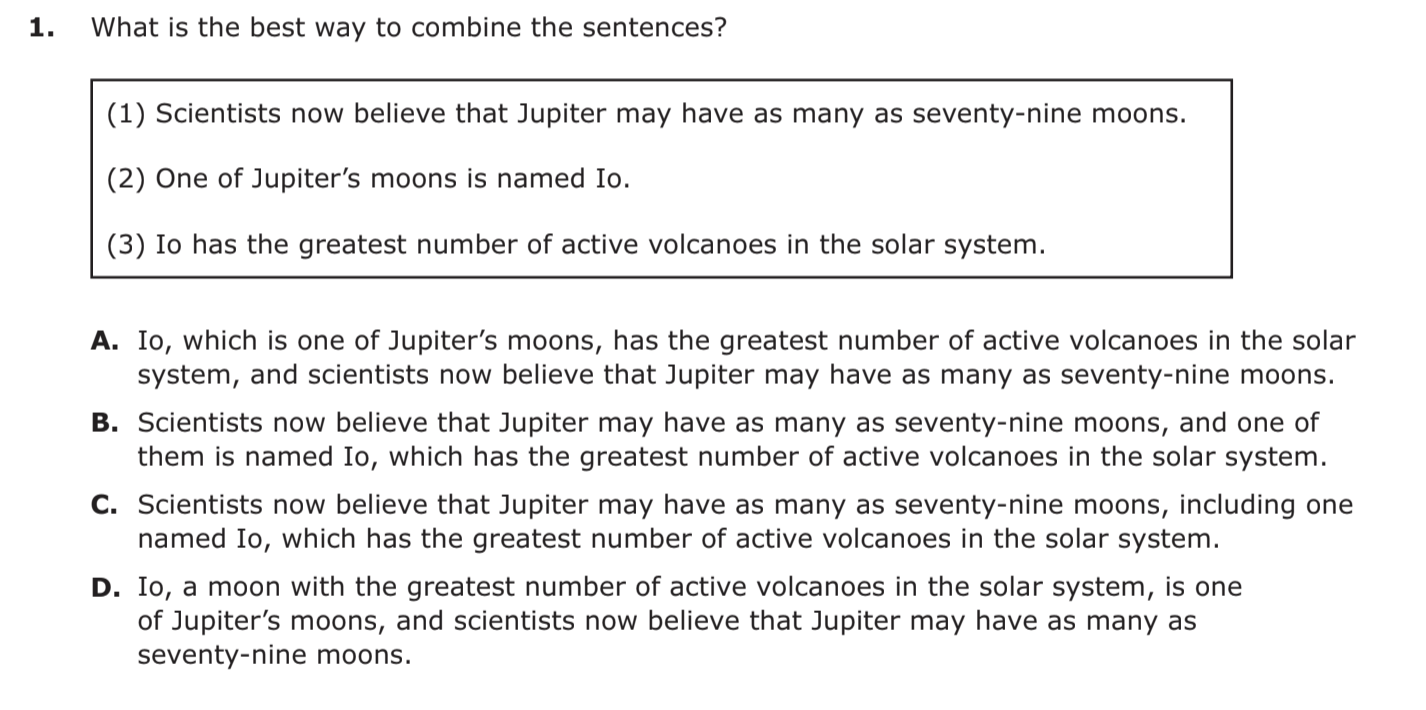 1. What is the best way to combine the sentences?
(1) Scientists now believe that Jupiter may have as many as seventy-nine moons.
(2) One of Jupiter’s moons is named Io.
(3) Io has the greatest number of active volcanoes in the solar system.
A. Io, which is one of Jupiter’s moons, has the greatest number of active volcanoes in the solar
system, and scientists now believe that Jupiter may have as many as seventy-nine moons.
B. Scientists now believe that Jupiter may have as many as seventy-nine moons, and one of
them is named Io, which has the greatest number of active volcanoes in the solar system.
C. Scientists now believe that Jupiter may have as many as seventy-nine moons, including one
named Io, which has the greatest number of active volcanoes in the solar system.
D. Io, a moon with the greatest number of active volcanoes in the solar system, is one
of Jupiter’s moons, and scientists now believe that Jupiter may have as many as
seventy-nine moons.